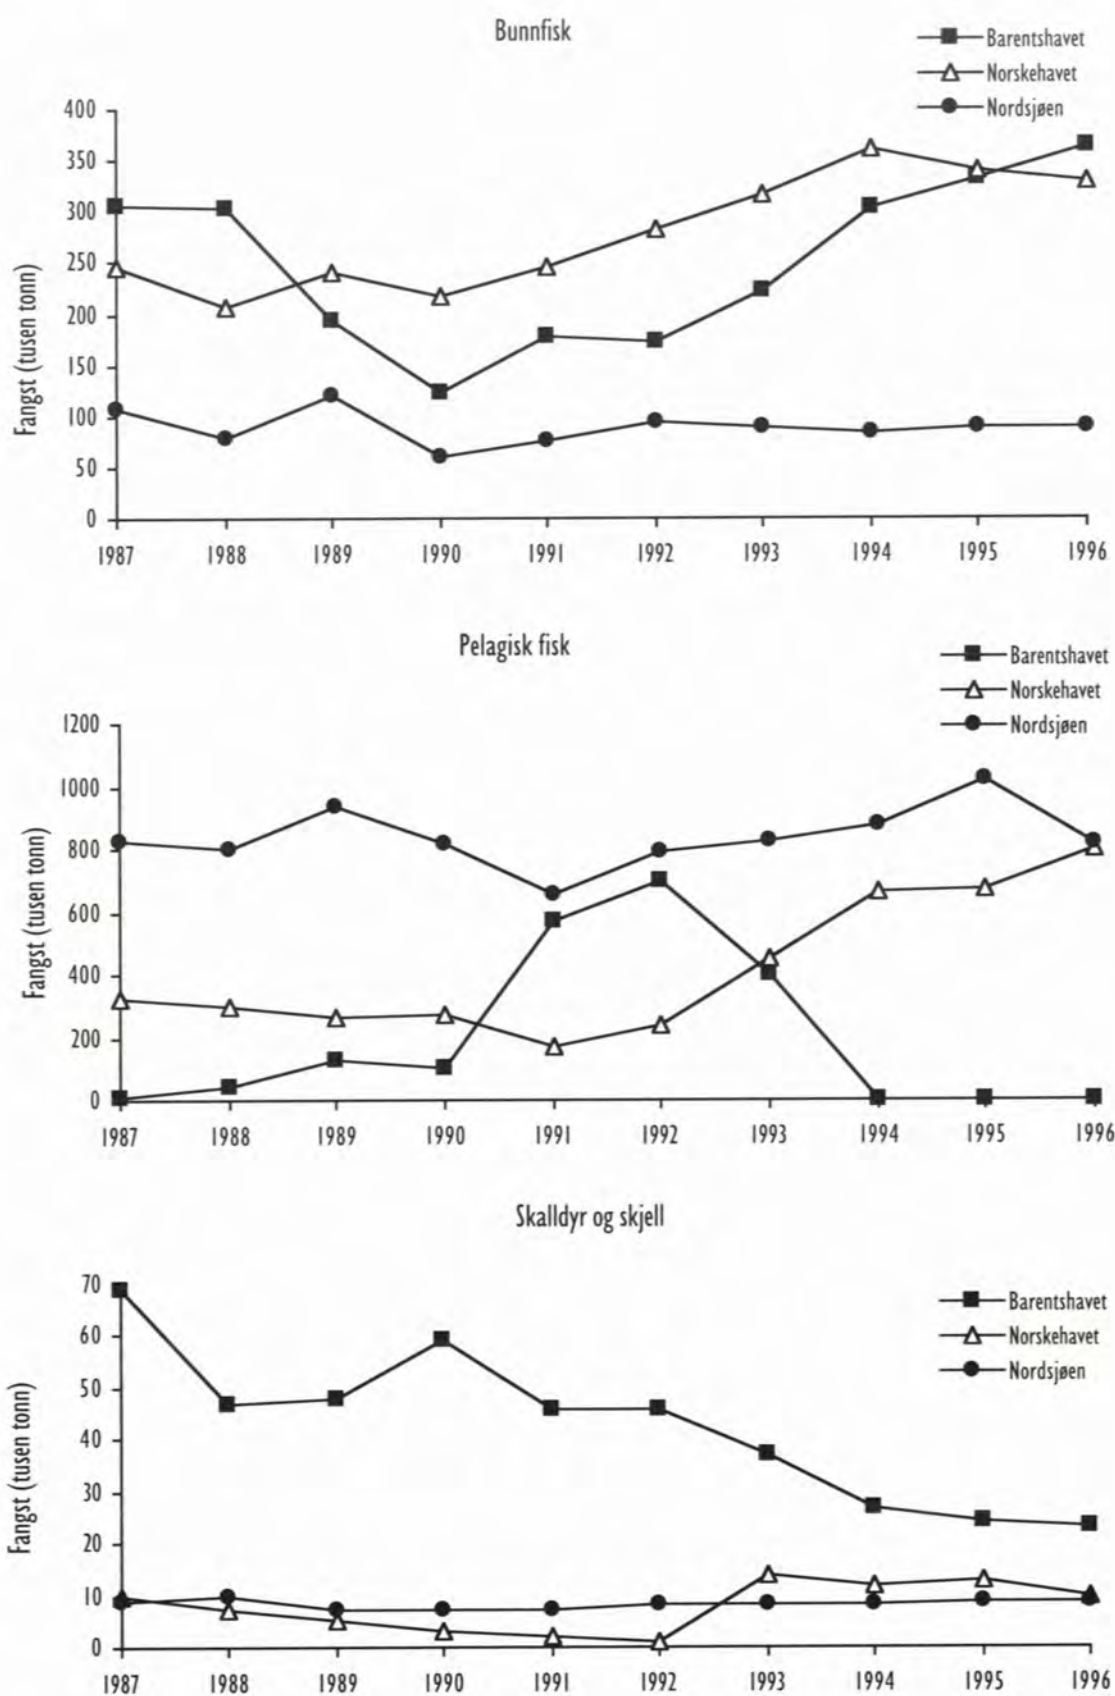 Bunnfisk
Barentshavet
Norskehavet
Nordsjøen
Fangst (tusen tonn)
400
350
300
250
200
150
100
50
0
1987 1988 1989 1990 1991 1992 1993 1994 1995 1996
Pelagisk fisk
Barentshavet
Norskehavet
Nordsjøen
Fangst (tusen tonn)
1200
1000
800
600
400
200
0
1987 1988 1989 1990 1991 1992 1993 1994 1995 1996
Skalldyr og skjell
Barentshavet
Norskehavet
Nordsjøen
Fangst (tusen tonn)
70
60
50
40
30
20
10
0
1987 1988 1989 1990 1991 1992 1993 1994 1995 1996